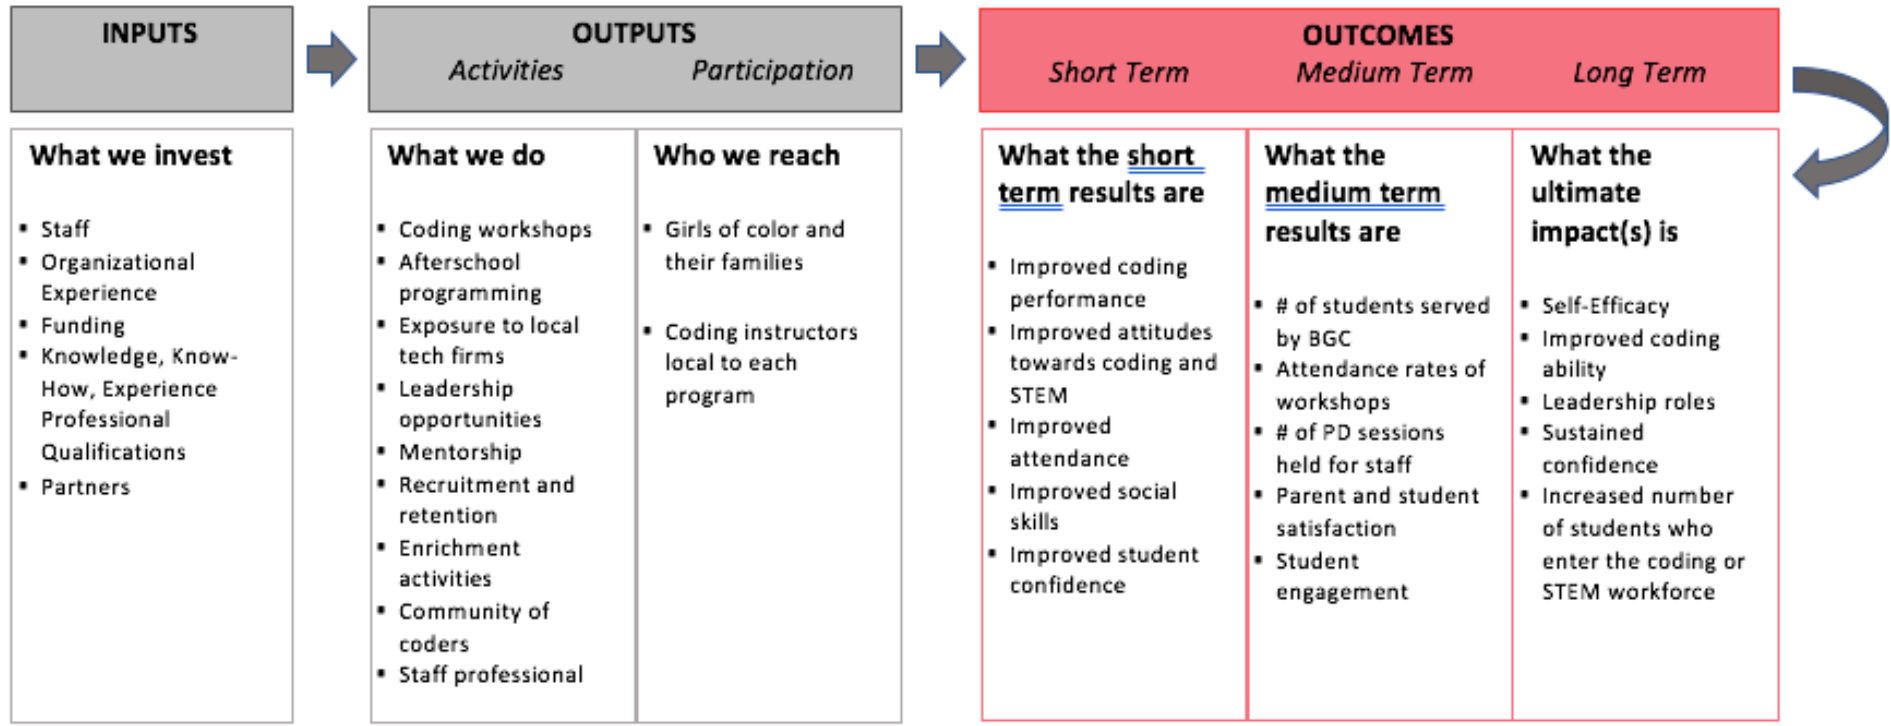 INPUTS
OUTPUTS
Activities
Participation
OUTCOMES
Short Term
Medium Term
Long Term
What we invest
▪ Staff
▪ Organizational
Experience
▪ Funding
▪ Knowledge, Know-
How, Experience
Professional
Qualifications
▪ Partners
What we do
▪ Coding workshops
▪ Afterschool
programming
▪ Exposure to local
tech firms
▪ Leadership
opportunities
▪ Mentorship
▪ Recruitment and
retention
▪ Enrichment
activities
▪ Community of
coders
▪ Staff professional
Who we reach
▪ Girls of color and
their families
▪ Coding instructors
local to each
program
What the short
term results are
▪ Improved coding
performance
▪ Improved attitudes
towards coding and
STEM
▪ Improved
attendance
▪ Improved social
skills
▪ Improved student
confidence
What the
medium term
results are
▪ # of students served
by BGC
▪ Attendance rates of
workshops
▪ # of PD sessions
held for staff
▪ Parent and student
satisfaction
▪ Student
engagement
What the
ultimate
impact(s) is
▪ Self-Efficacy
▪ Improved coding
ability
▪ Leadership roles
▪ Sustained
confidence
▪ Increased number
of students who
enter the coding or
STEM workforce